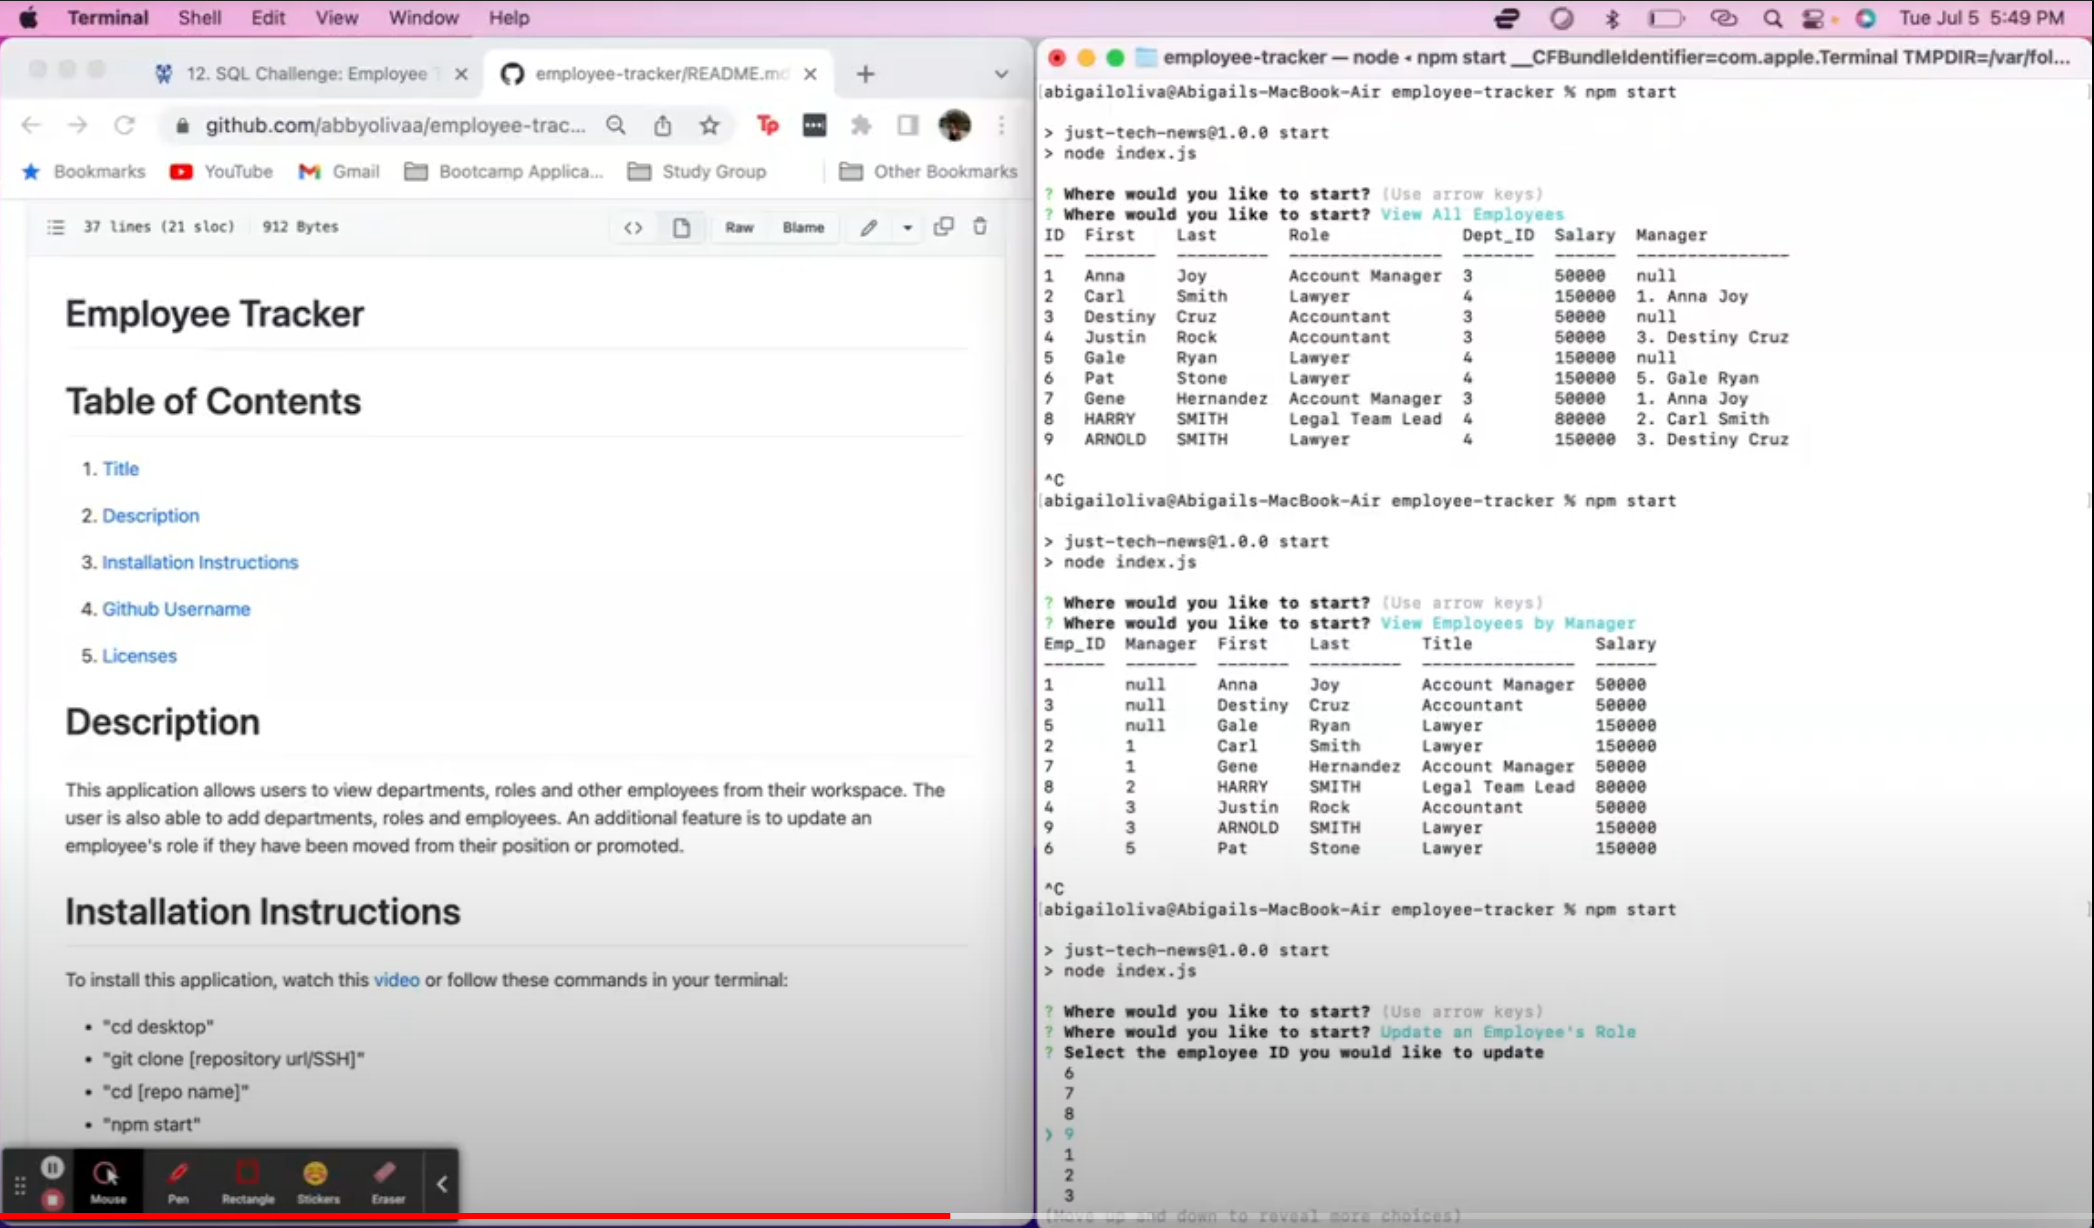 Terminal Shell Edit View Window Help Tue Jul 5 5:49 PM
12. SQL Challenge: Employee
employee-tracker/README.md
github.com/abbyolivaa/employee-trac... Tp
Bookmarks YouTube Gmail Bootcamp Applica... Study Group Other Bookmarks
37 lines (21 sloc) 912 Bytes Raw Blame
Employee Tracker
Table of Contents
1. Title
2. Description
3. Installation Instructions
4. Github Username
5. Licenses
Description
This application allows users to view departments, roles and other employees from their workspace. The
user is also able to add departments, roles and employees. An additional feature is to update an
employee's role if they have been moved from their position or promoted.
Installation Instructions
To install this application, watch this video or follow these commands in your terminal:
• "cd desktop"
• "git clone [repository url/SSH]"
• "cd [repo name]"
• "npm start"
Mouse Pen Rectangle Stickers Eraser
employee-tracker — node ◂ npm start __CFBundleIdentifier=com.apple.Terminal TMPDIR=/var/fol...
[abigailoliva@Abigails-MacBook-Air employee-tracker % npm start ]
> just-tech-news@1.0.0 start
> node index.js
? Where would you like to start? (Use arrow keys)
? Where would you like to start? View All Employees
ID First Last Role Dept_ID Salary Manager
-- ------- --------- --------------- ------- ------ ---------------
1 Anna Joy Account Manager 3 50000 null
2 Carl Smith Lawyer 4 150000 1. Anna Joy
3 Destiny Cruz Accountant 3 50000 null
4 Justin Rock Accountant 3 50000 3. Destiny Cruz
5 Gale Ryan Lawyer 4 150000 null
6 Pat Stone Lawyer 4 150000 5. Gale Ryan
7 Gene Hernandez Account Manager 3 50000 1. Anna Joy
8 HARRY SMITH Legal Team Lead 4 80000 2. Carl Smith
9 ARNOLD SMITH Lawyer 4 150000 3. Destiny Cruz
^C
[abigailoliva@Abigails-MacBook-Air employee-tracker % npm start ]
> just-tech-news@1.0.0 start
> node index.js
? Where would you like to start? (Use arrow keys)
? Where would you like to start? View Employees by Manager
Emp_ID Manager First Last Title Salary
------ ------- ------- --------- --------------- ------
1 null Anna Joy Account Manager 50000
3 null Destiny Cruz Accountant 50000
5 null Gale Ryan Lawyer 150000
2 1 Carl Smith Lawyer 150000
7 1 Gene Hernandez Account Manager 50000
8 2 HARRY SMITH Legal Team Lead 80000
4 3 Justin Rock Accountant 50000
9 3 ARNOLD SMITH Lawyer 150000
6 5 Pat Stone Lawyer 150000
^C
[abigailoliva@Abigails-MacBook-Air employee-tracker % npm start ]
> just-tech-news@1.0.0 start
> node index.js
? Where would you like to start? (Use arrow keys)
? Where would you like to start? Update an Employee's Role
? Select the employee ID you would like to update
6
7
8
❯ 9
1
2
3
(Move up and down to reveal more choices)